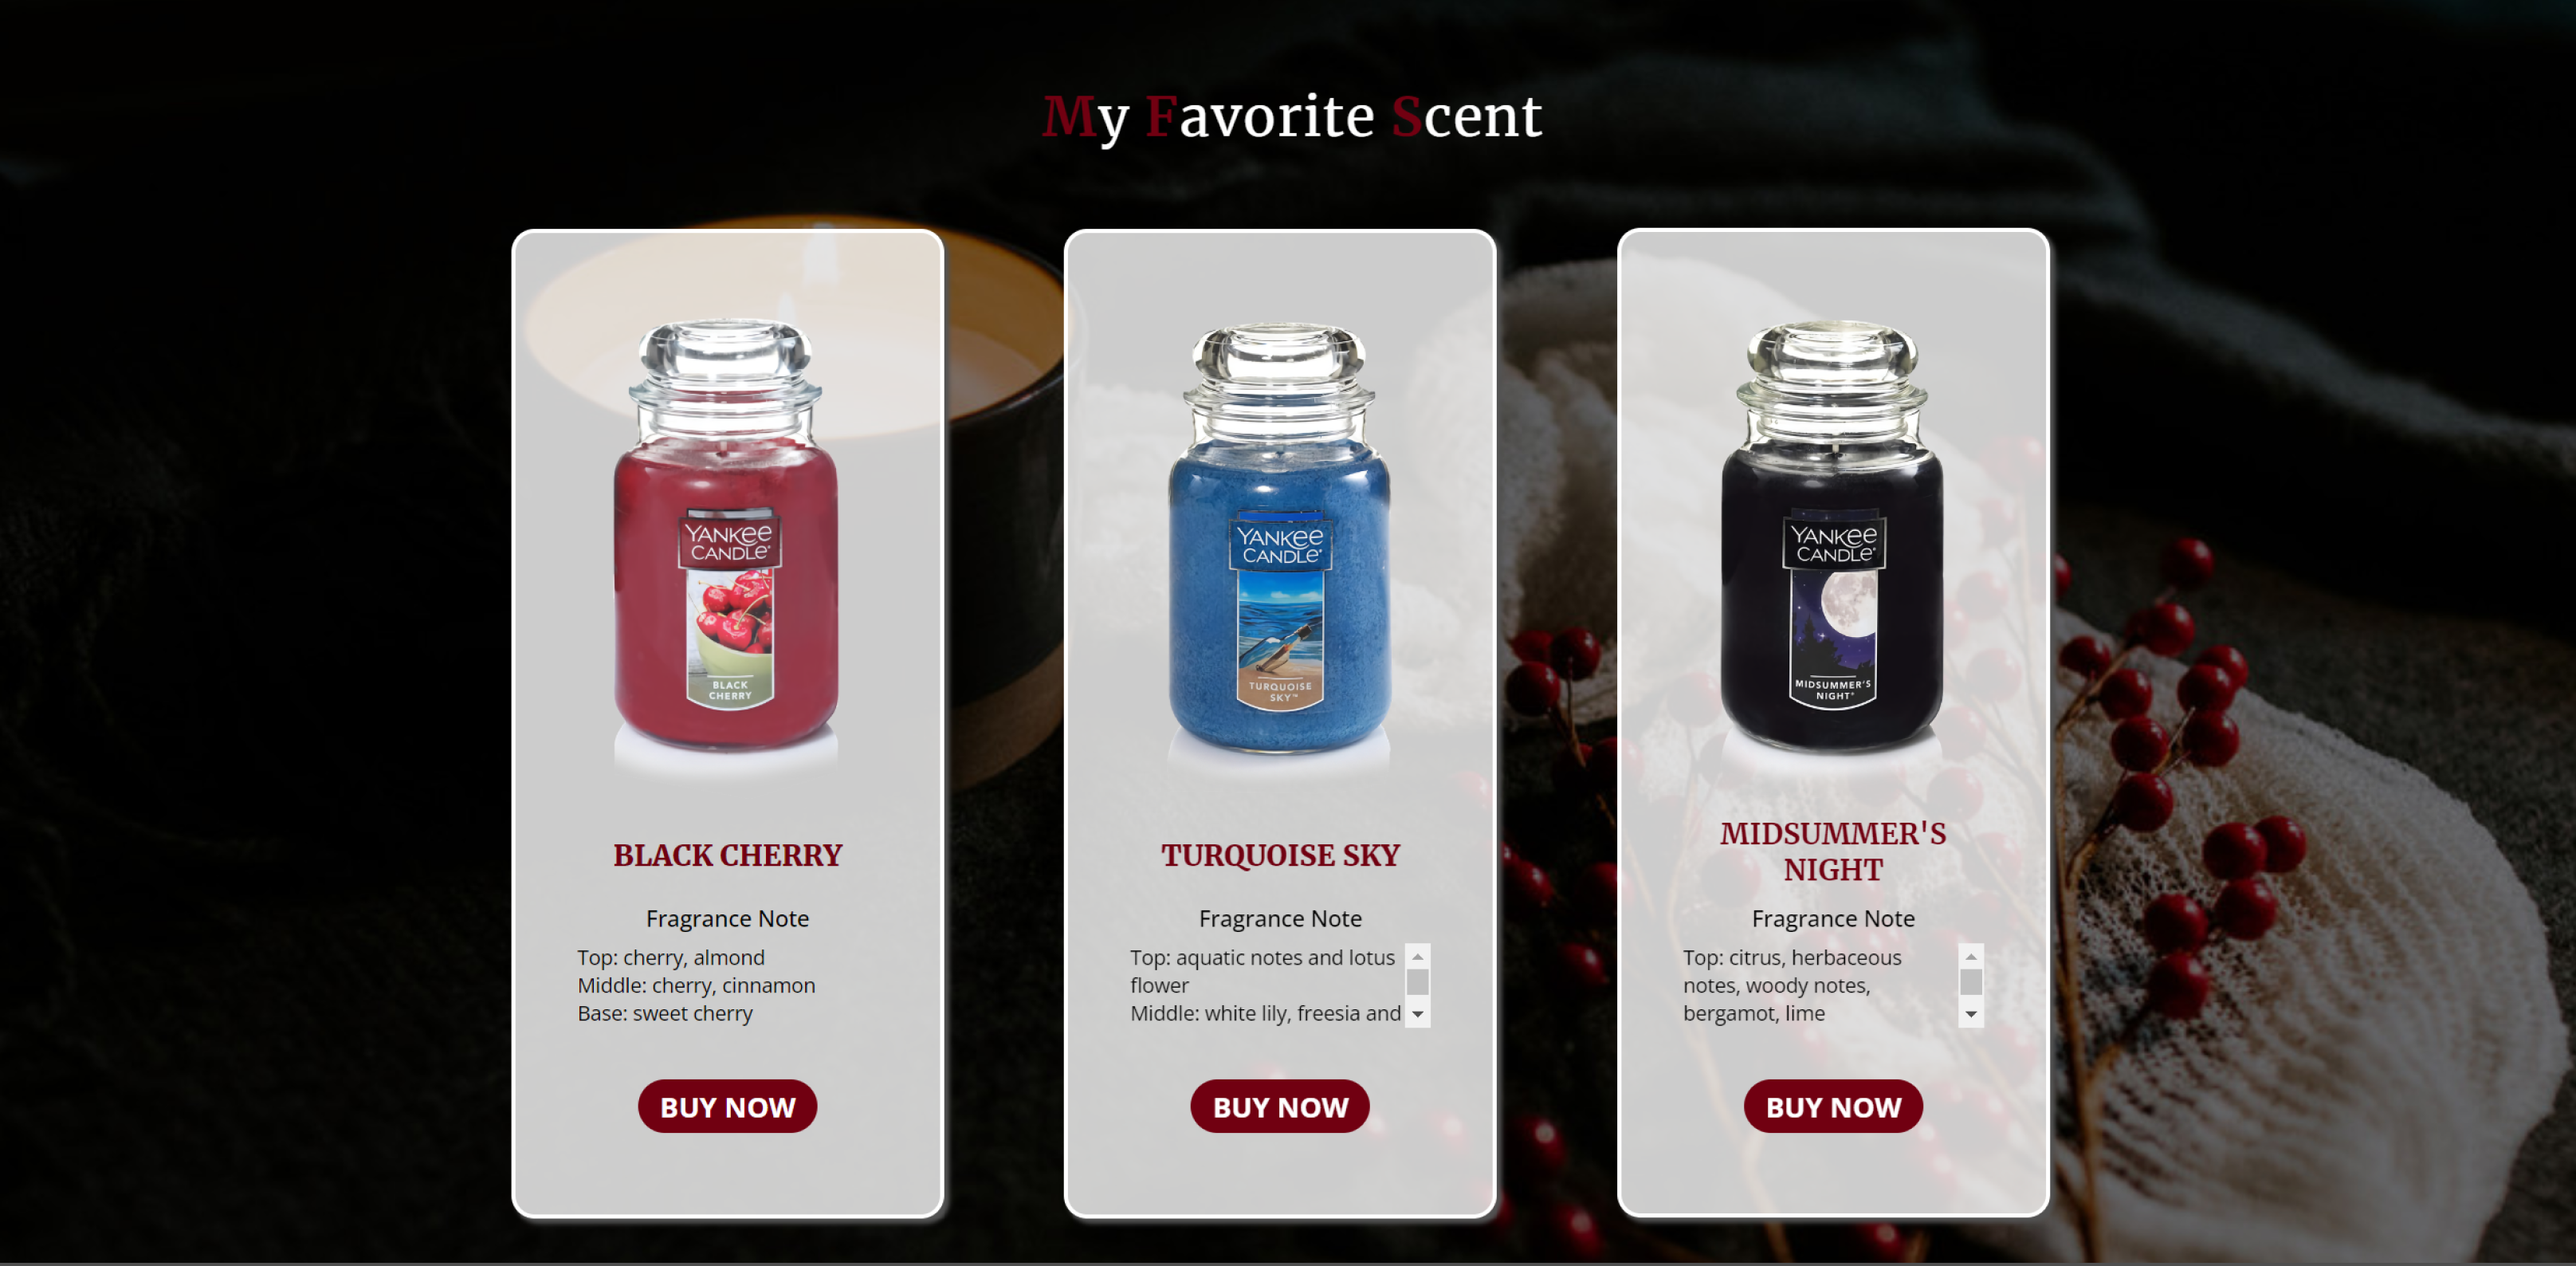 My Favorite Scent
YANKEE
CANDLE®
BLACK
CHERRY
BLACK CHERRY
Fragrance Note
Top: cherry, almond
Middle: cherry, cinnamon
Base: sweet cherry
BUY NOW
YANKEE
CANDLE®
TURQUOISE
SKY™
TURQUOISE SKY
Fragrance Note
Top: aquatic notes and lotus
flower
Middle: white lily, freesia and
BUY NOW
YANKEE
CANDLE®
MIDSUMMER'S
NIGHT®
MIDSUMMER'S
NIGHT
Fragrance Note
Top: citrus, herbaceous
notes, woody notes,
bergamot, lime
BUY NOW